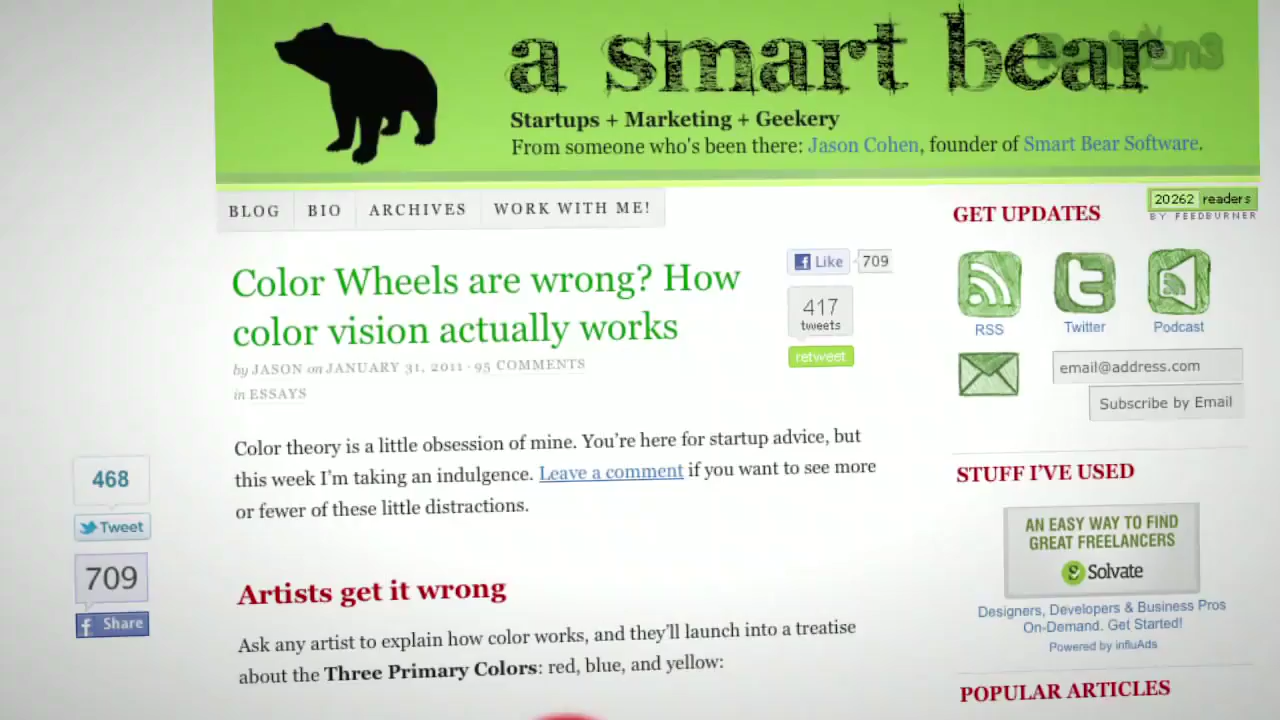 a smart bear
Startups + Marketing + Geekery
From someone who's been there: Jason Cohen, founder of Smart Bear Software.
BLOG BIO ARCHIVES WORK WITH ME!
GET UPDATES
20262 readers
BY FEEDBURNER
Color Wheels are wrong? How
color vision actually works
by JASON on JANUARY 31, 2011 · 95 COMMENTS
in ESSAYS
Like 709
417
tweets
retweet
RSS Twitter Podcast
email@address.com
Subscribe by Email
Color theory is a little obsession of mine. You're here for startup advice, but
this week I'm taking an indulgence. Leave a comment if you want to see more
or fewer of these little distractions.
468
Tweet
709
Share
STUFF I'VE USED
AN EASY WAY TO FIND
GREAT FREELANCERS
Solvate
Designers, Developers & Business Pros
On-Demand. Get Started!
Powered by influAds
Artists get it wrong
Ask any artist to explain how color works, and they'll launch into a treatise
about the Three Primary Colors: red, blue, and yellow:
POPULAR ARTICLES